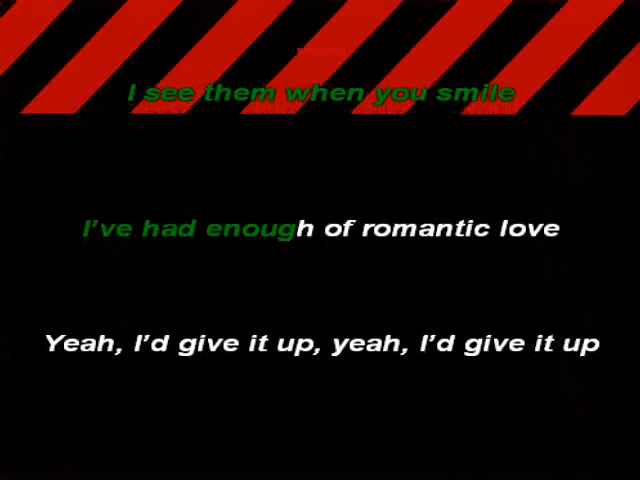 I see them when you smile
I've had enough of romantic love
Yeah, I'd give it up, yeah, I'd give it up